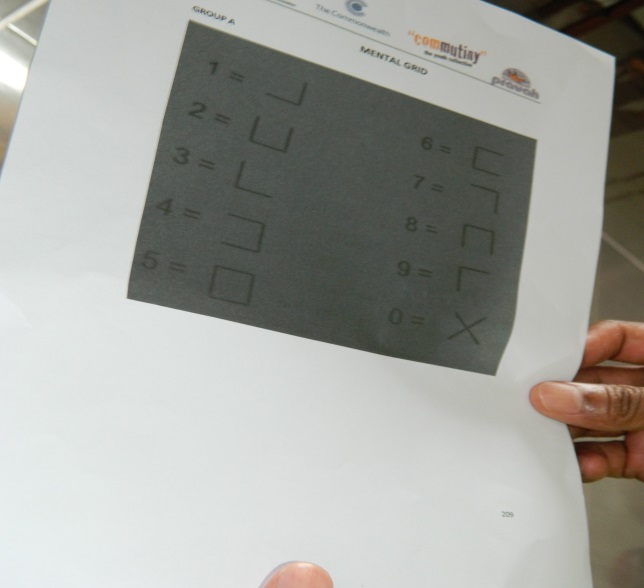 GROUP A
The Commonwealth
"commutiny"
the youth collective
pravah
MENTAL GRID
1 =
2 =
3 =
4 =
5 =
6 =
7 =
8 =
9 =
0 =